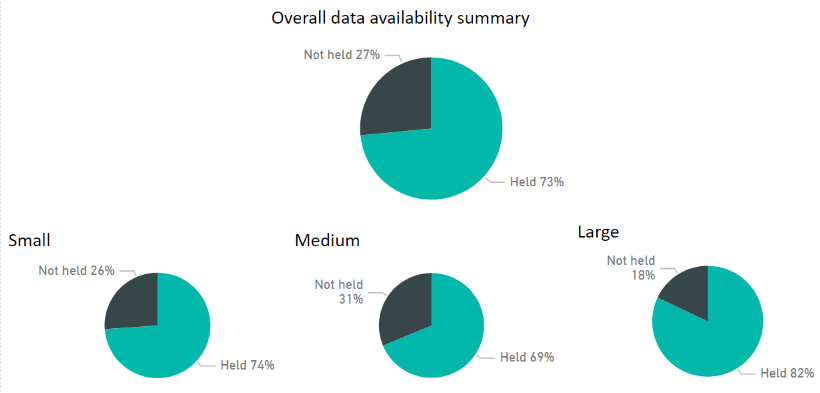 Overall data availability summary
Not held 27%
Held 73%
Small
Not held 26%
Held 74%
Medium
Not held
31%
Held 69%
Large
Not held
18%
Held 82%